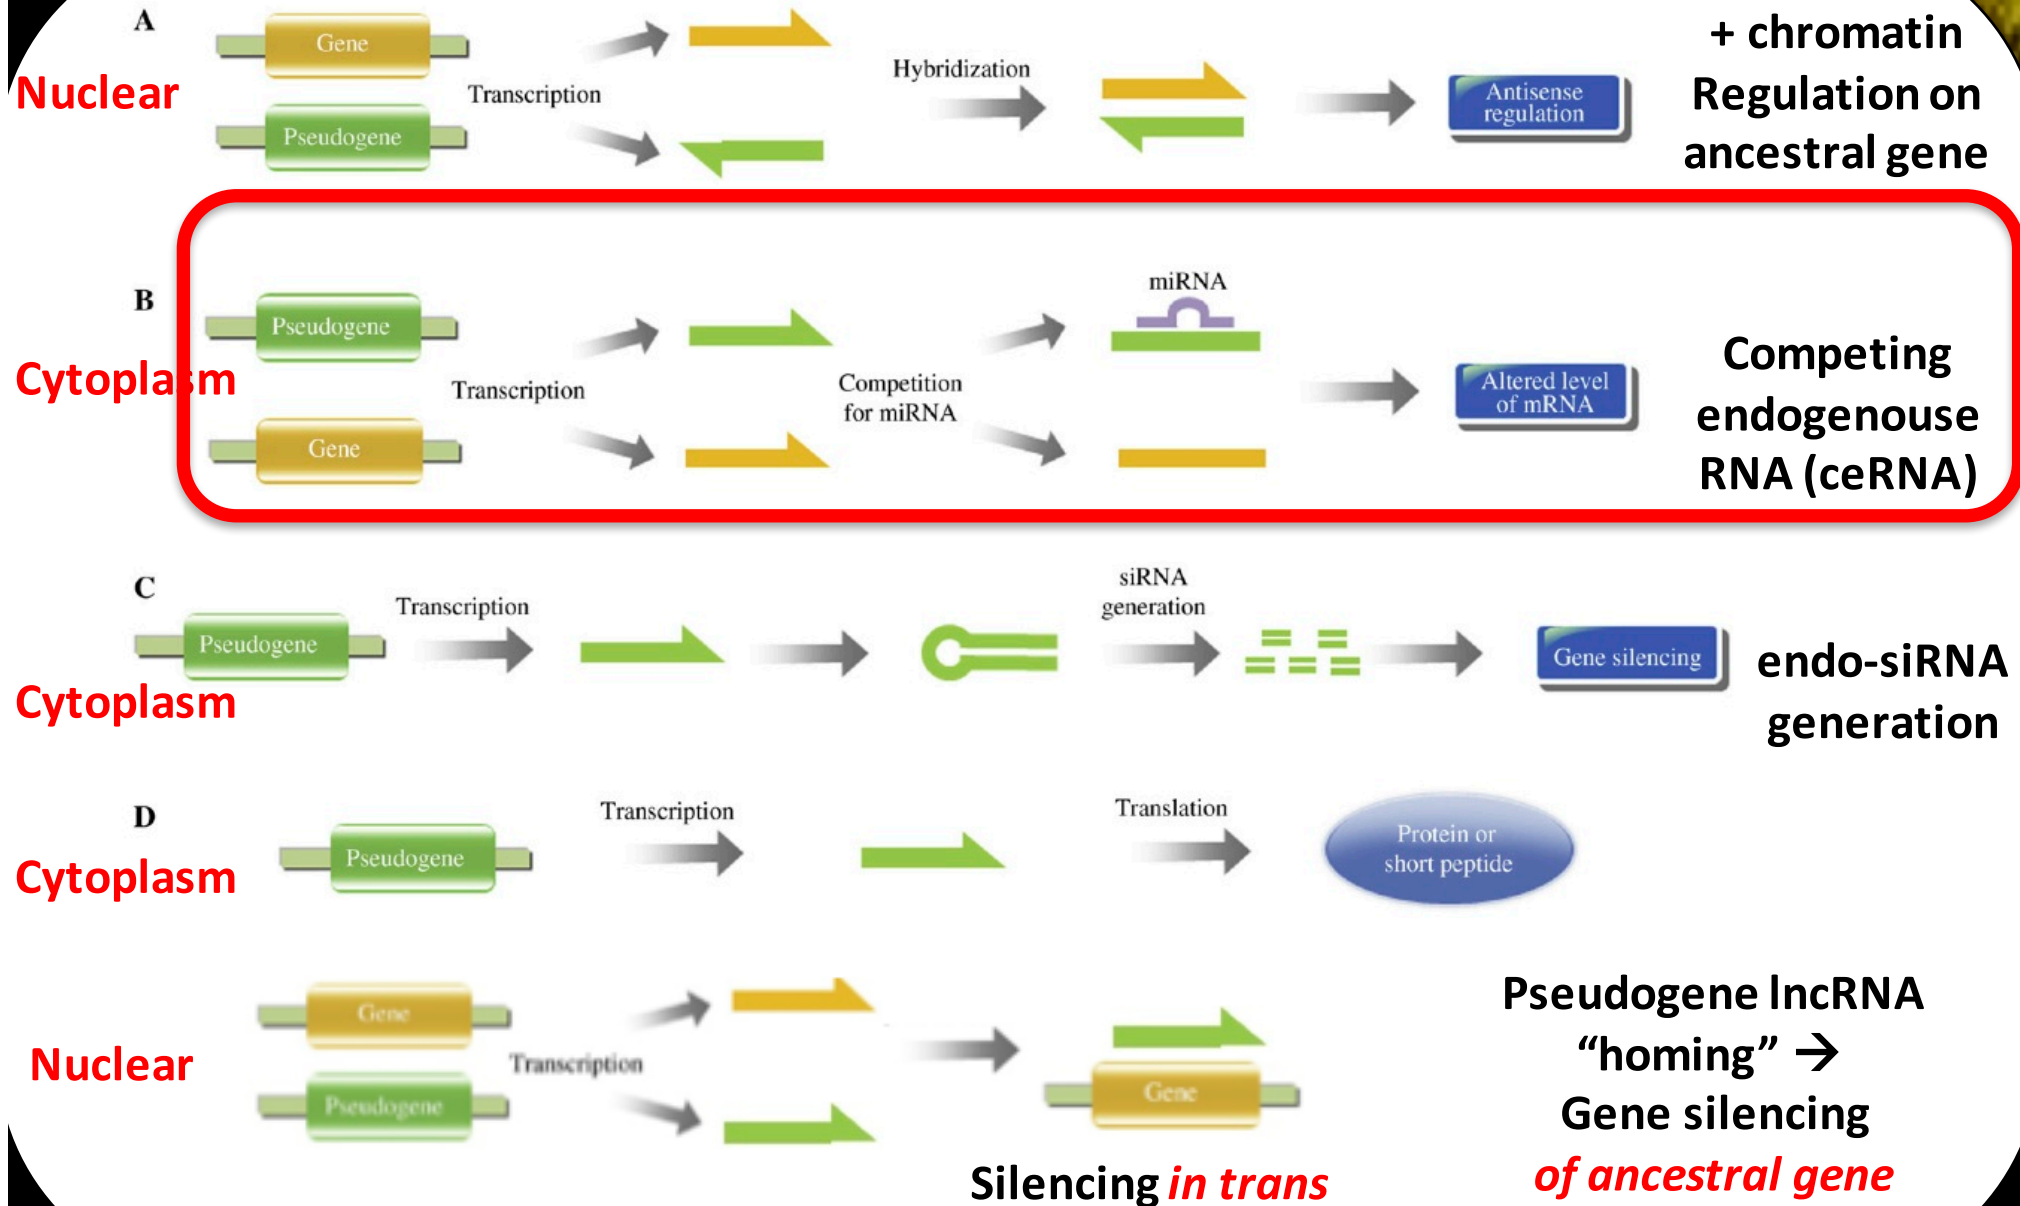 A
Nuclear
Gene
Pseudogene
Transcription
Hybridization
Antisense
regulation
+ chromatin
Regulation on
ancestral gene
B
Cytoplasm
Pseudogene
Gene
Transcription
Competition
for miRNA
miRNA
Altered level
of mRNA
Competing
endogenouse
RNA (ceRNA)
C
Cytoplasm
Pseudogene
Transcription
siRNA
generation
Gene silencing
endo-siRNA
generation
D
Cytoplasm
Pseudogene
Transcription
Translation
Protein or
short peptide
Nuclear
Gene
Pseudogene
Transcription
Gene
Silencing in trans
Pseudogene lncRNA
“homing” →
Gene silencing
of ancestral gene